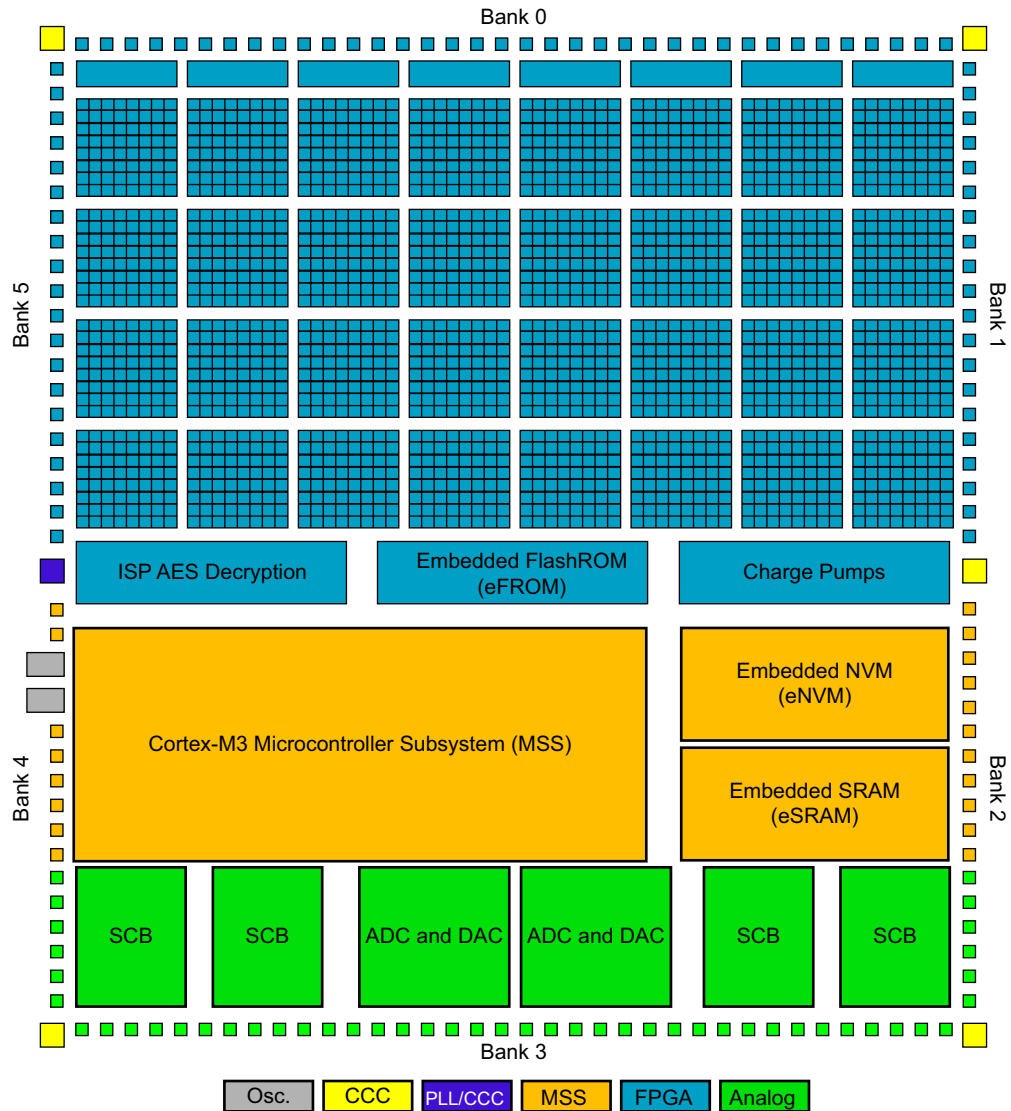 Bank 0
Bank 5
Bank 1
ISP AES Decryption
Embedded FlashROM
(eFROM)
Charge Pumps
Cortex-M3 Microcontroller Subsystem (MSS)
Embedded NVM
(eNVM)
Embedded SRAM
(eSRAM)
Bank 4
Bank 2
SCB
SCB
ADC and DAC
ADC and DAC
SCB
SCB
Bank 3
Osc.
CCC
PLL/CCC
MSS
FPGA
Analog